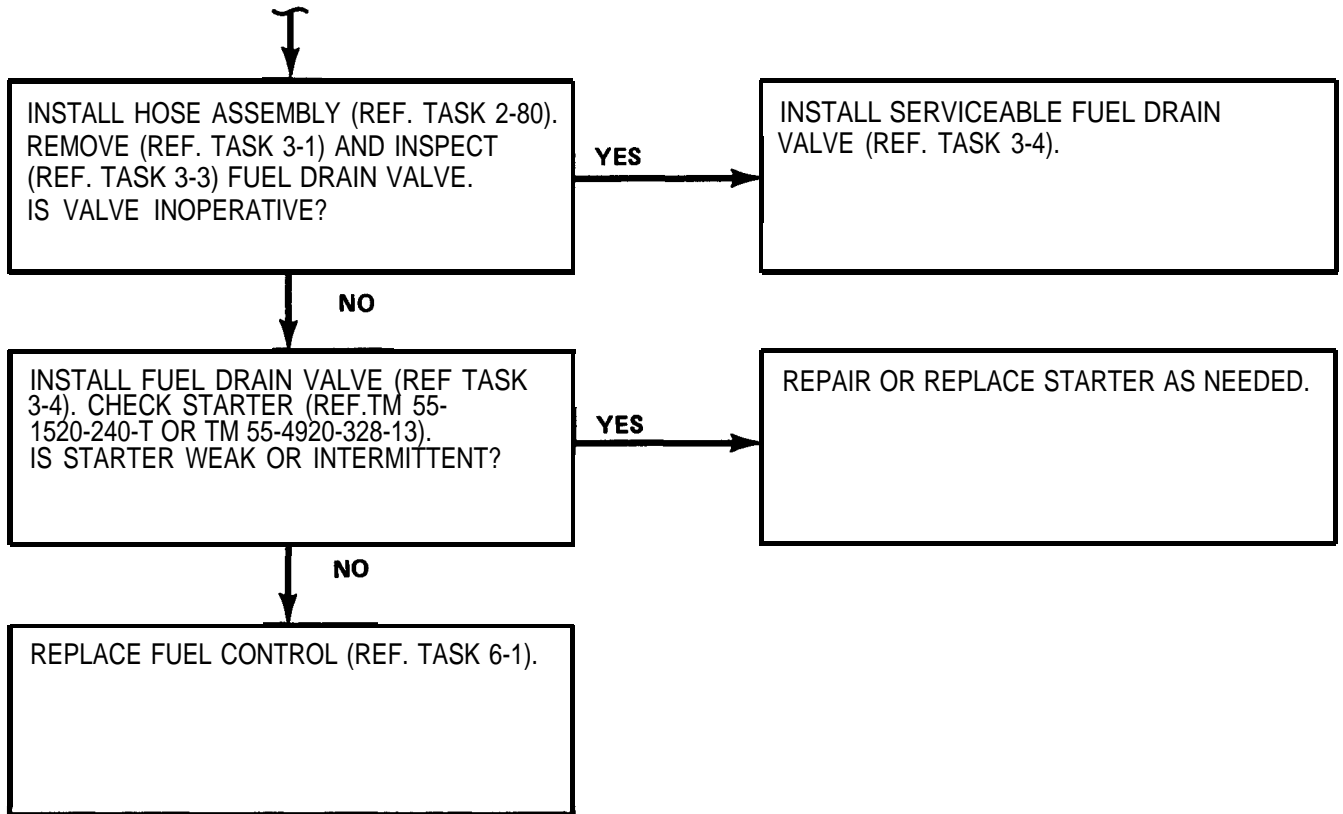 INSTALL HOSE ASSEMBLY (REF. TASK 2-80).
REMOVE (REF. TASK 3-1) AND INSPECT
(REF. TASK 3-3) FUEL DRAIN VALVE.
IS VALVE INOPERATIVE?
YES
INSTALL SERVICEABLE FUEL DRAIN
VALVE (REF. TASK 3-4).
NO
INSTALL FUEL DRAIN VALVE (REF TASK
3-4). CHECK STARTER (REF.TM 55-
1520-240-T OR TM 55-4920-328-13).
IS STARTER WEAK OR INTERMITTENT?
YES
REPAIR OR REPLACE STARTER AS NEEDED.
NO
REPLACE FUEL CONTROL (REF. TASK 6-1).